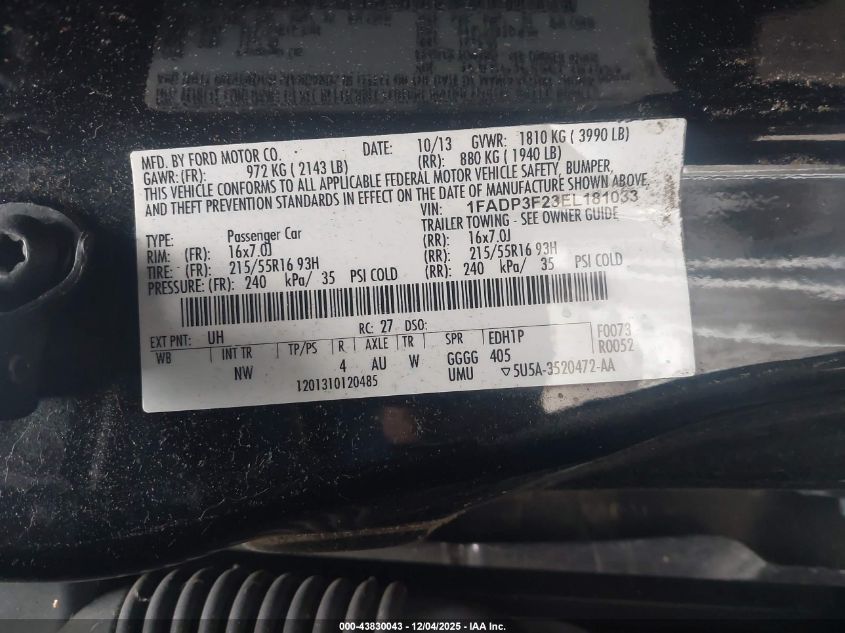 MFD. BY FORD MOTOR CO. DATE: 10/13 GVWR: 1810 KG ( 3990 LB)
GAWR: (FR): 972 KG ( 2143 LB) (RR): 880 KG ( 1940 LB)
THIS VEHICLE CONFORMS TO ALL APPLICABLE FEDERAL MOTOR VEHICLE SAFETY, BUMPER,
AND THEFT PREVENTION STANDARDS IN EFFECT ON THE DATE OF MANUFACTURE SHOWN ABOVE,
VIN: 1FADP3F23EL181033
TYPE: Passenger Car TRAILER TOWING - SEE OWNER GUIDE
RIM: (FR): 16x7.0J (RR): 16x7.0J
TIRE: (FR): 215/55R16 93H (RR): 215/55R16 93H
PRESSURE: (FR): 240 kPa/ 35 PSI COLD (RR): 240 kPa/ 35 PSI COLD
EXT PNT: UH RC: 27 DSO:
WB INT TR TP/PS R AXLE TR SPR EDH1P F0073
NW 4 AU W GGGG 405 R0052
1201310120485 UMU ▽5U5A-3520472-AA
000-43830043 - 12/04/2025 - IAA Inc.